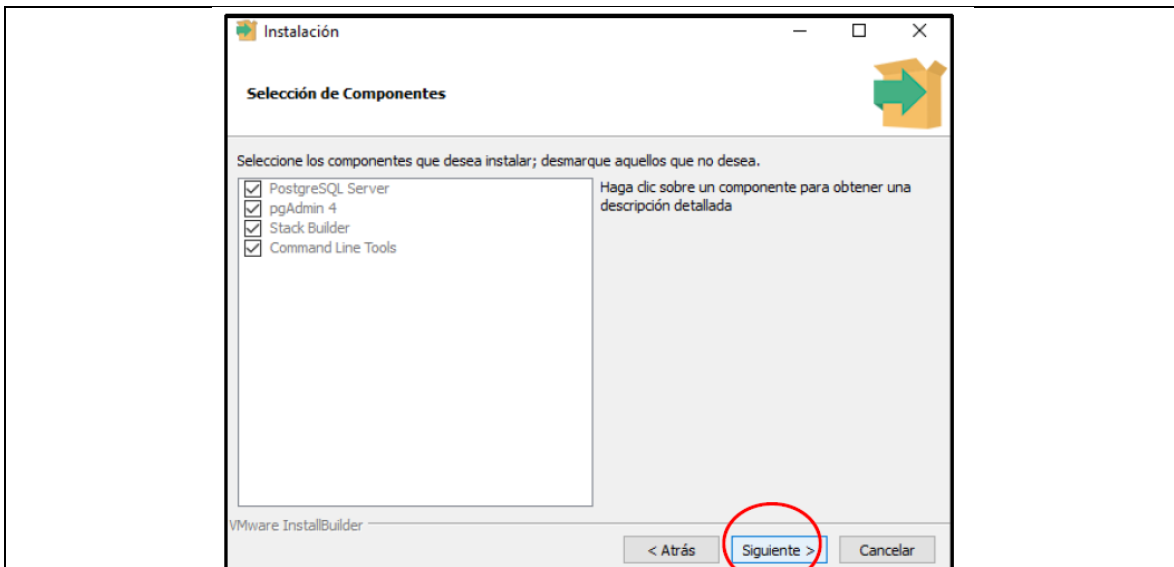 Instalación
Selección de Componentes
Seleccione los componentes que desea instalar; desmarque aquellos que no desea.
PostgreSQL Server
pgAdmin 4
Stack Builder
Command Line Tools
Haga clic sobre un componente para obtener una
descripción detallada
VMware InstallBuilder
< Atrás
Siguiente >
Cancelar